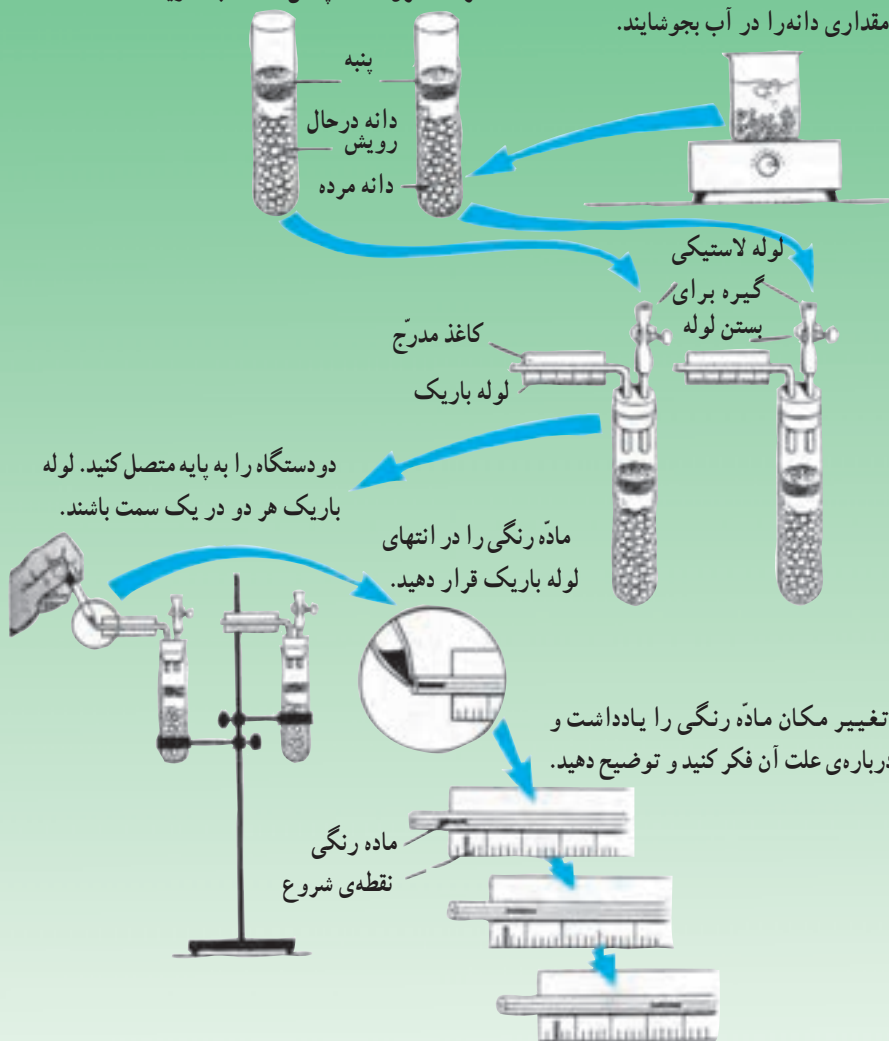 مقداری دانه‌را در آب بجوشایند.
پنبه
دانه درحال
رویش
دانه مرده
لوله لاستیکی
گیره برای
بستن لوله
کاغذ مدرّج
لوله باریک
دودستگاه را به پایه متصل کنید. لوله
باریک هر دو در یک سمت باشند.
مادّه رنگی را در انتهای
لوله باریک قرار دهید.
تغییر مکان مادّه رنگی را یادداشت و
درباره‌ی علت آن فکر کنید و توضیح دهید.
ماده رنگی
نقطه‌ی شروع